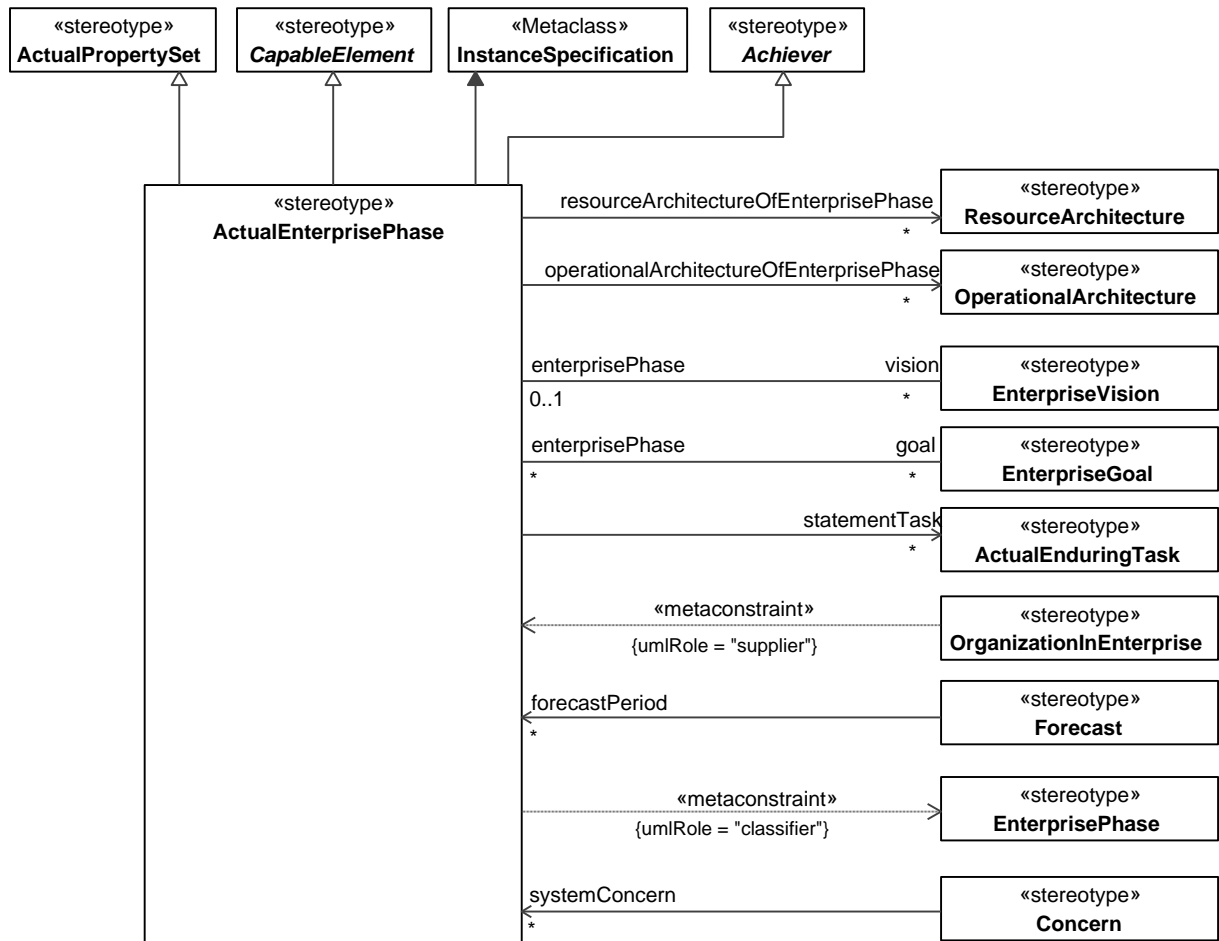 «stereotype»
ActualPropertySet
«stereotype»
CapableElement
«Metaclass»
InstanceSpecification
«stereotype»
Achiever
«stereotype»
ActualEnterprisePhase
resourceArchitectureOfEnterprisePhase
*
«stereotype»
ResourceArchitecture
operationalArchitectureOfEnterprisePhase
*
«stereotype»
OperationalArchitecture
enterprisePhase
0..1
vision
*
«stereotype»
EnterpriseVision
enterprisePhase
*
goal
*
«stereotype»
EnterpriseGoal
statementTask
*
«stereotype»
ActualEnduringTask
«metaconstraint»
{umlRole = "supplier"}
«stereotype»
OrganizationInEnterprise
forecastPeriod
*
«stereotype»
Forecast
«metaconstraint»
{umlRole = "classifier"}
«stereotype»
EnterprisePhase
systemConcern
*
«stereotype»
Concern